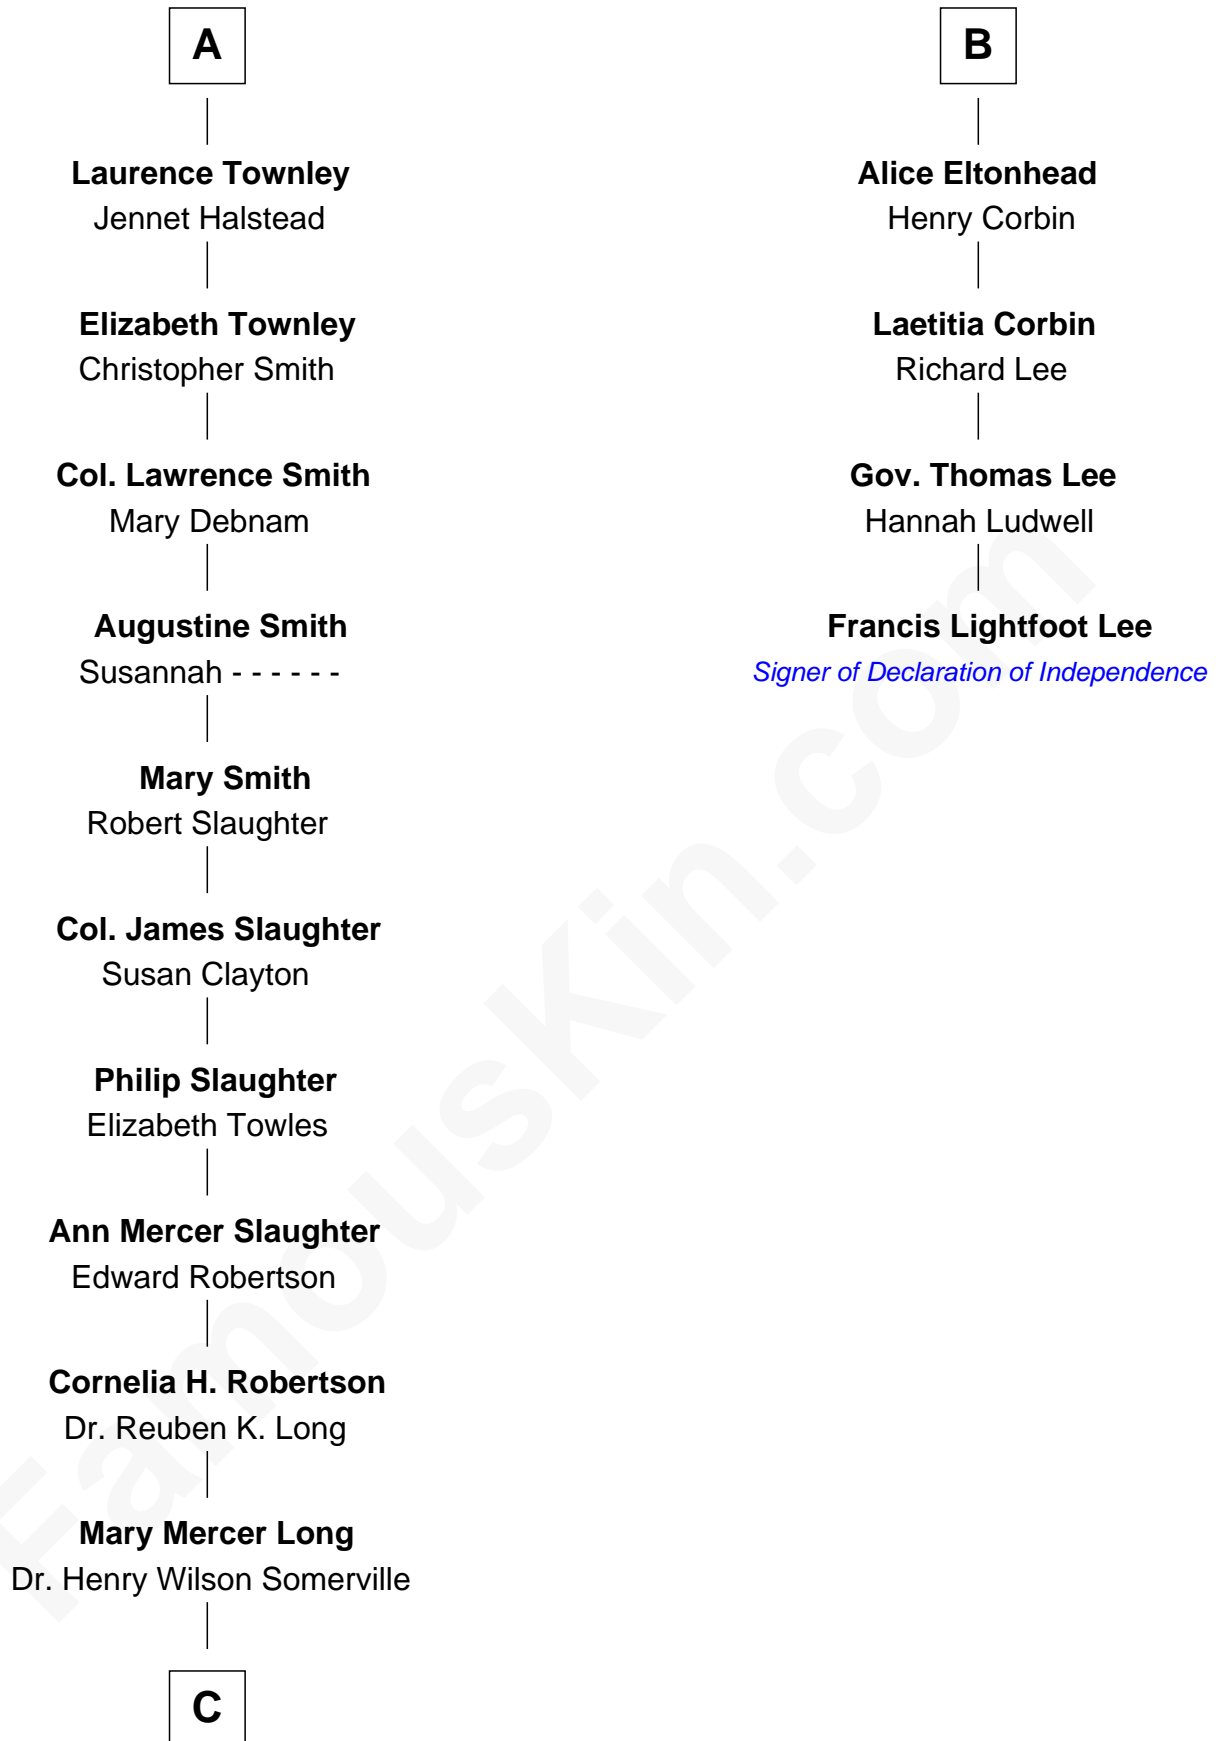 A
Laurence Townley
Jennet Halstead
Elizabeth Townley
Christopher Smith
Col. Lawrence Smith
Mary Debnam
Augustine Smith
Susannah - - - - - -
Mary Smith
Robert Slaughter
Col. James Slaughter
Susan Clayton
Philip Slaughter
Elizabeth Towles
Ann Mercer Slaughter
Edward Robertson
Cornelia H. Robertson
Dr. Reuben K. Long
Mary Mercer Long
Dr. Henry Wilson Somerville
C
B
Alice Eltonhead
Henry Corbin
Laetitia Corbin
Richard Lee
Gov. Thomas Lee
Hannah Ludwell
Francis Lightfoot Lee
Signer of Declaration of Independence
FamousKin.com